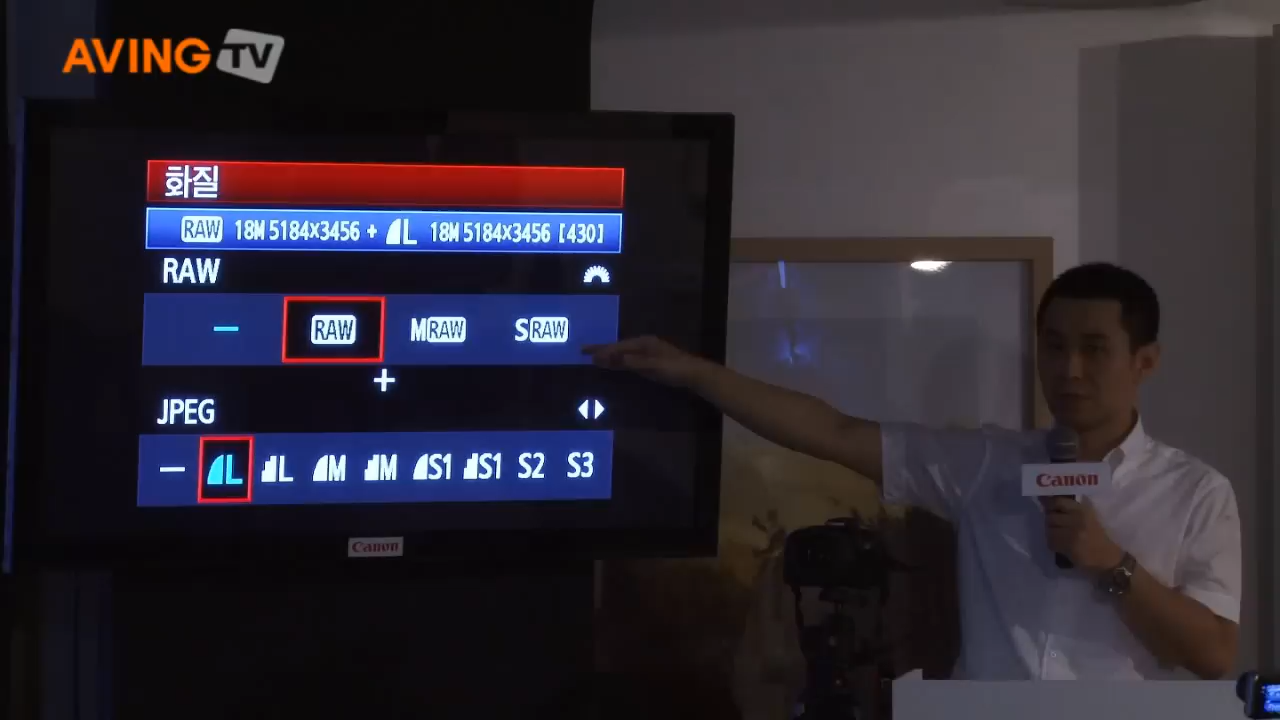 AVING TV
화질
RAW 18M 5184x3456 + L 18M 5184x3456 [430]
RAW
— RAW MRAW SRAW
+
JPEG
— L L M M S1 S1 S2 S3
Canon
Canon